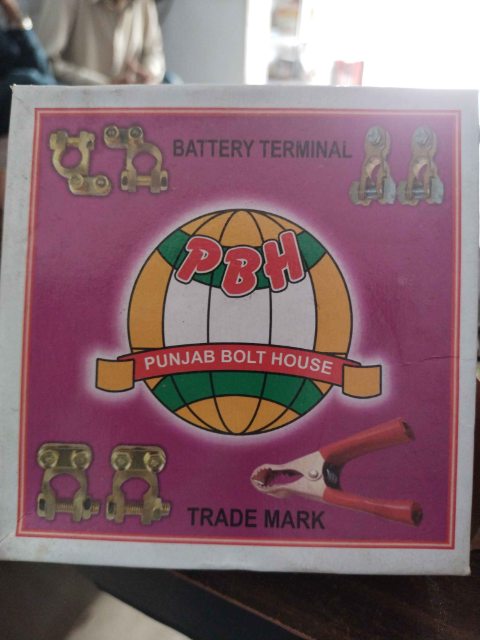 BATTERY TERMINAL
PBH
PUNJAB BOLT HOUSE
TRADE MARK